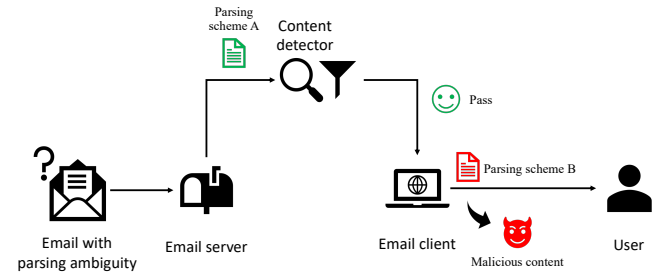 Parsing
scheme A
Content
detector
Pass
?
Email with
parsing ambiguity
Email server
Email client
Parsing scheme B
Malicious content
User